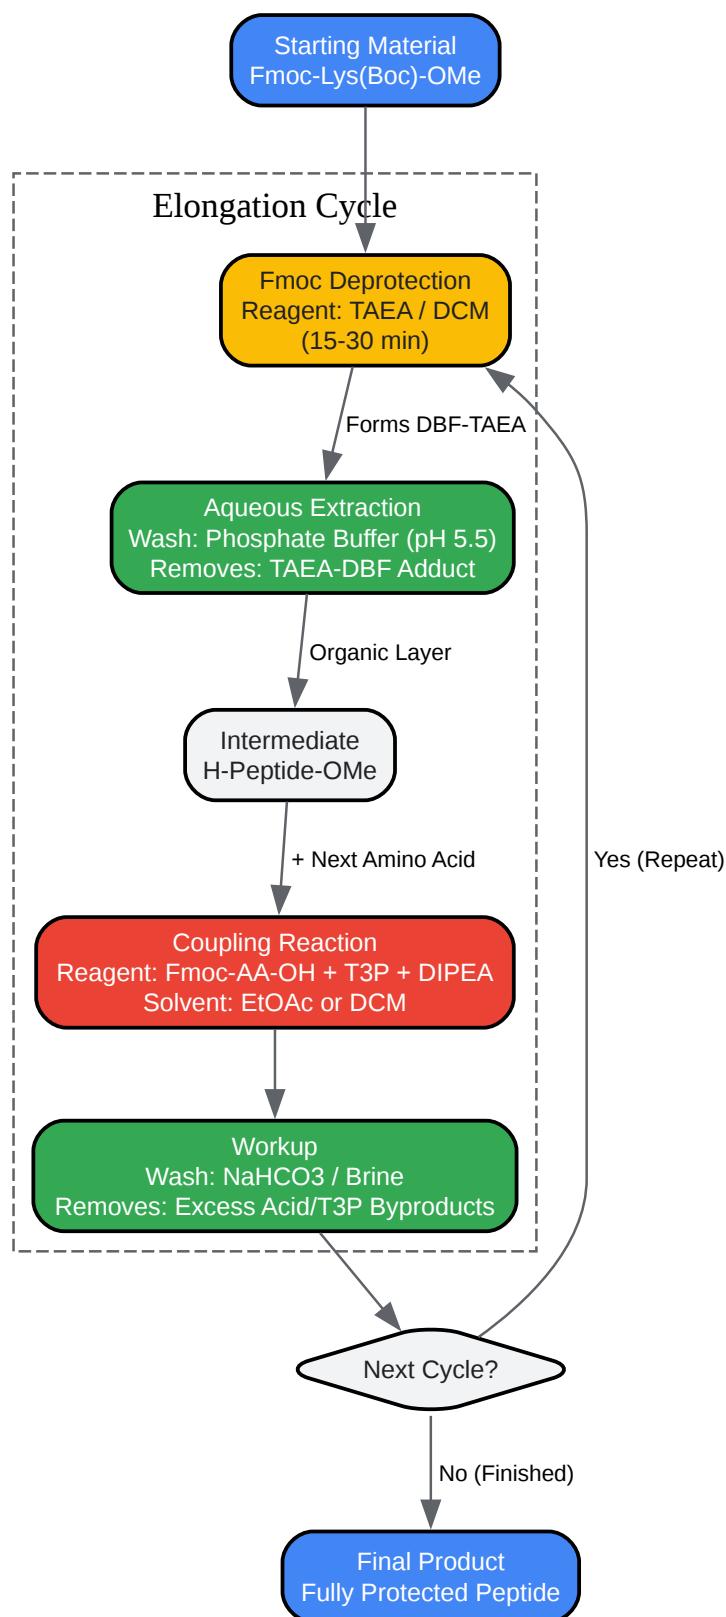 Starting Material
Fmoc-Lys(Boc)-OMe
Elongation Cycle
Fmoc Deprotection
Reagent: TAEA / DCM
(15-30 min)
Forms DBF-TAEA
Aqueous Extraction
Wash: Phosphate Buffer (pH 5.5)
Removes: TAEA-DBF Adduct
Organic Layer
Intermediate
H-Peptide-OMe
+ Next Amino Acid
Yes (Repeat)
Coupling Reaction
Reagent: Fmoc-AA-OH + T3P + DIPEA
Solvent: EtOAc or DCM
Workup
Wash: NaHCO3 / Brine
Removes: Excess Acid/T3P Byproducts
Next Cycle?
No (Finished)
Final Product
Fully Protected Peptide